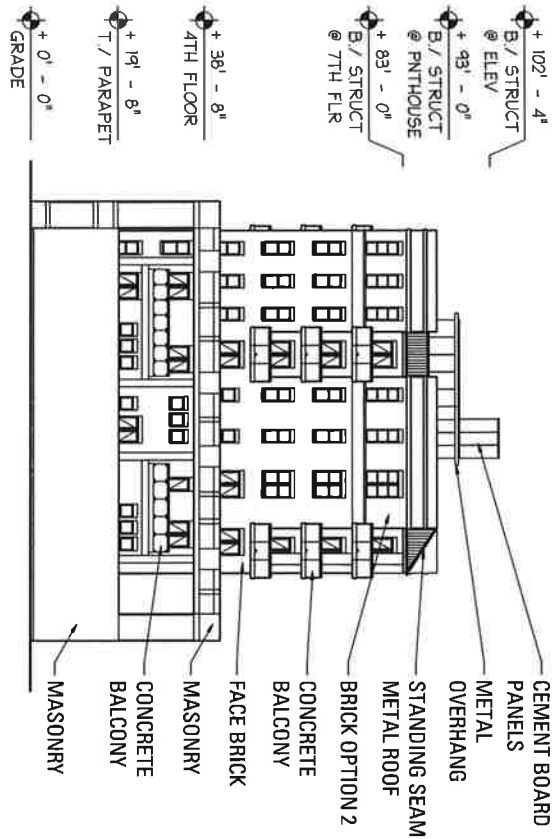 + 102' - 4"
B./ STRUCT
@ ELEV
+ 93' - 0"
B./ STRUCT
@ PNTHOUSE
+ 83' - 0"
B./ STRUCT
@ 7TH FLR
+ 38' - 8"
4TH FLOOR
+ 19' - 8"
T./ PARAPET
+ 0' - 0"
GRADE
CEMENT BOARD
PANELS
METAL
OVERHANG
STANDING SEAM
METAL ROOF
BRICK OPTION 2
CONCRETE
BALCONY
FACE BRICK
MASONRY
CONCRETE
BALCONY
MASONRY